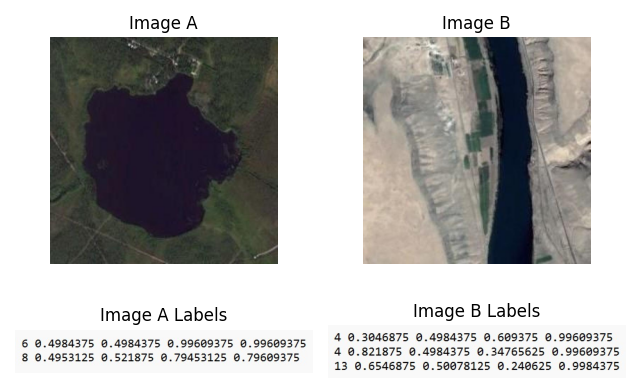 Image A
Image B
Image A Labels
6 0.4984375 0.4984375 0.99609375 0.99609375
8 0.4953125 0.521875 0.79453125 0.79609375
Image B Labels
4 0.3046875 0.4984375 0.609375 0.99609375
4 0.821875 0.4984375 0.34765625 0.99609375
13 0.6546875 0.50078125 0.240625 0.9984375